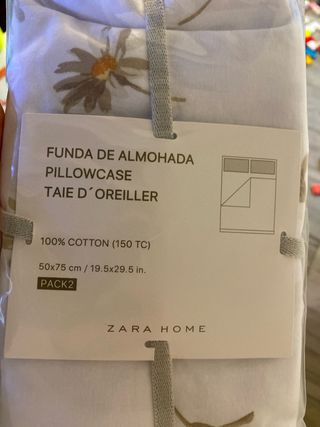 FUNDA DE ALMOHADA
PILLOWCASE
TAIE D´OREILLER
100% COTTON (150 TC)
50x75 cm / 19.5x29.5 in.
PACK2
ZARA HOME